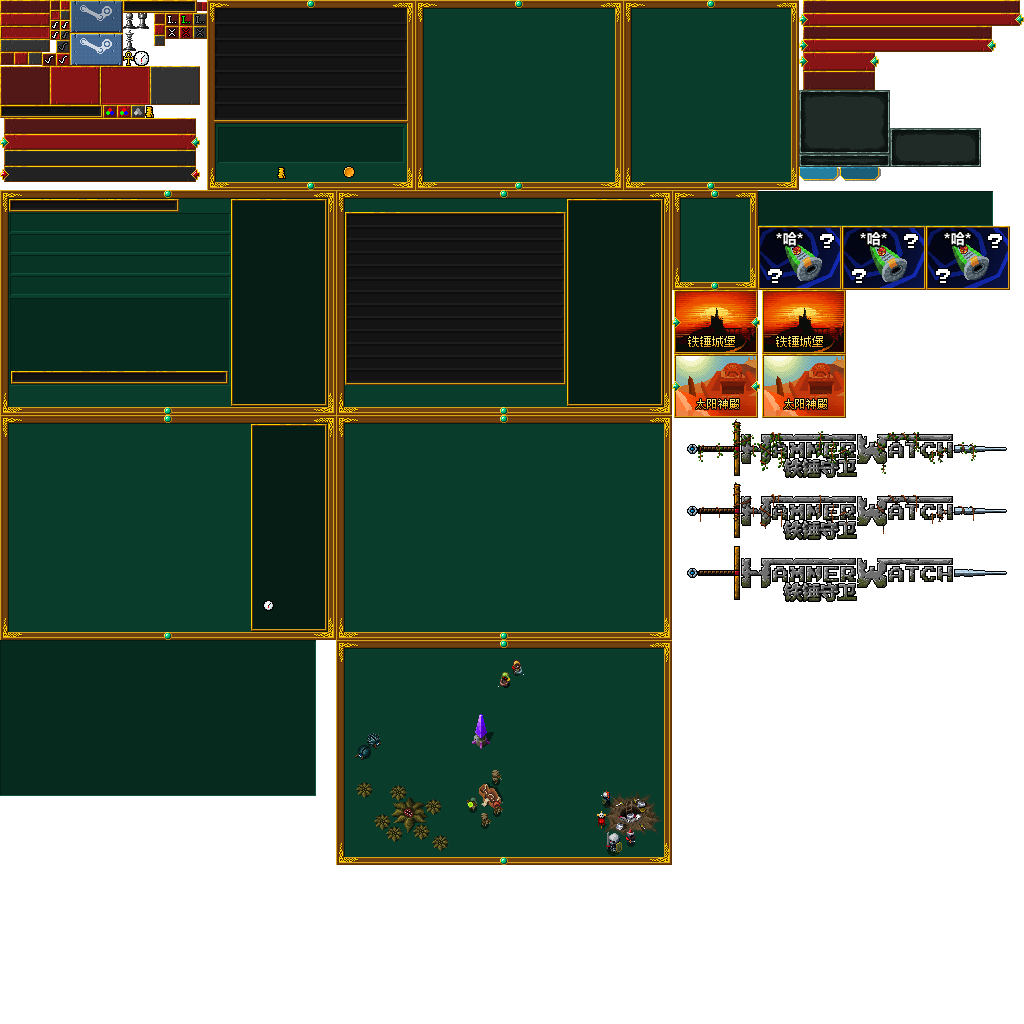 L L L
*哈* *哈* *哈*
? ? ?
? ? ?
铁锤城堡 铁锤城堡
太阳神殿 太阳神殿
HAMMERWATCH
铁锤守卫
HAMMERWATCH
铁锤守卫
HAMMERWATCH
铁锤守卫